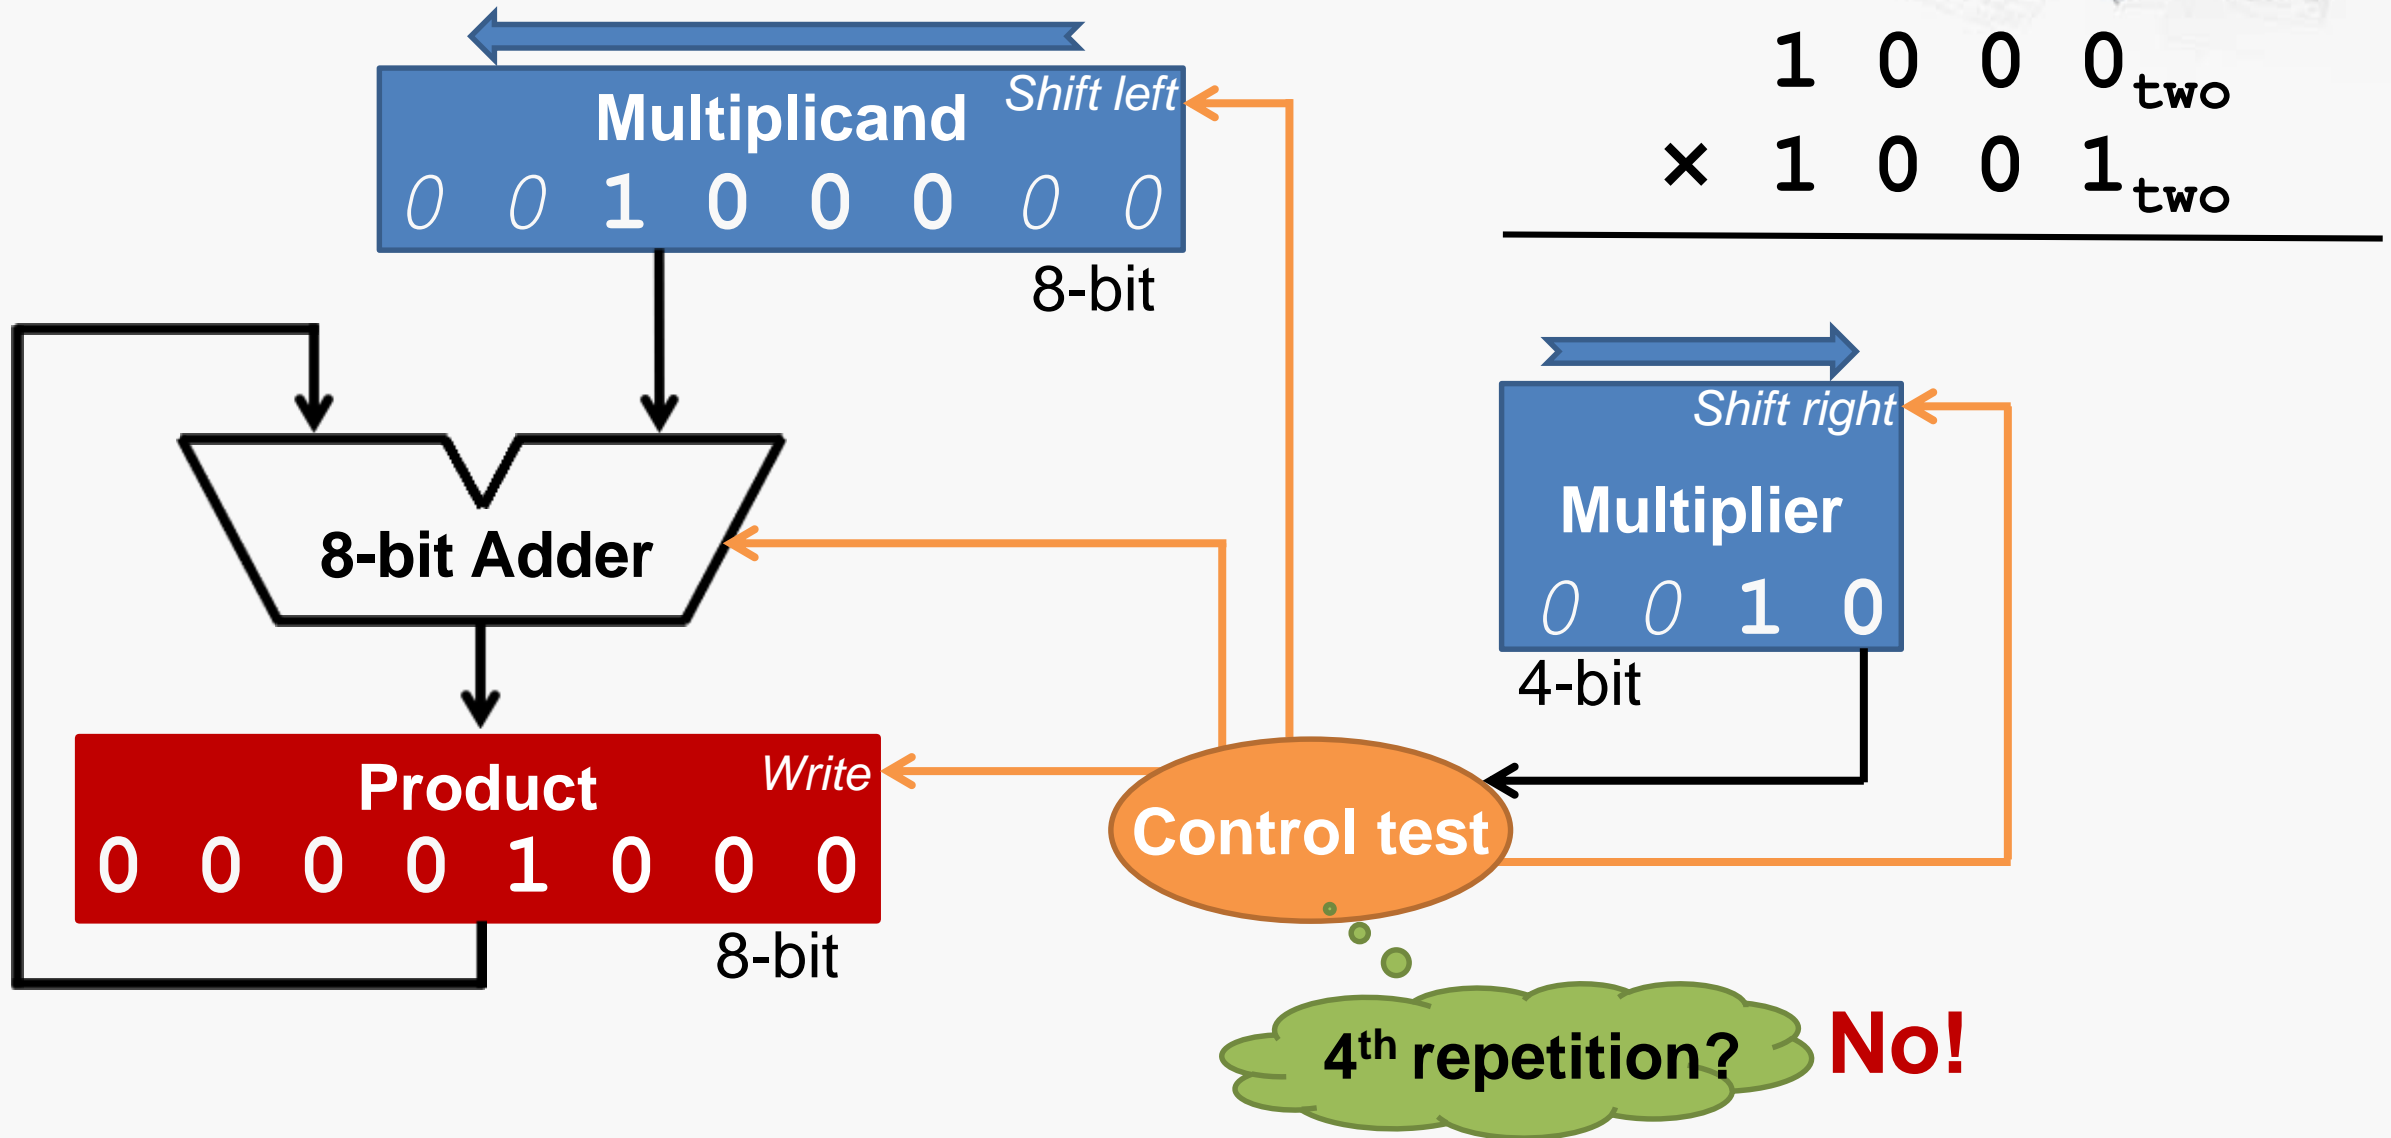 Shift left
Multiplicand
0 0 1 0 0 0 0 0
8-bit
1 0 0 0two
× 1 0 0 1two
8-bit Adder
Shift right
Multiplier
0 0 1 0
4-bit
Product
Write
0 0 0 0 1 0 0 0
8-bit
Control test
4th repetition?
No!